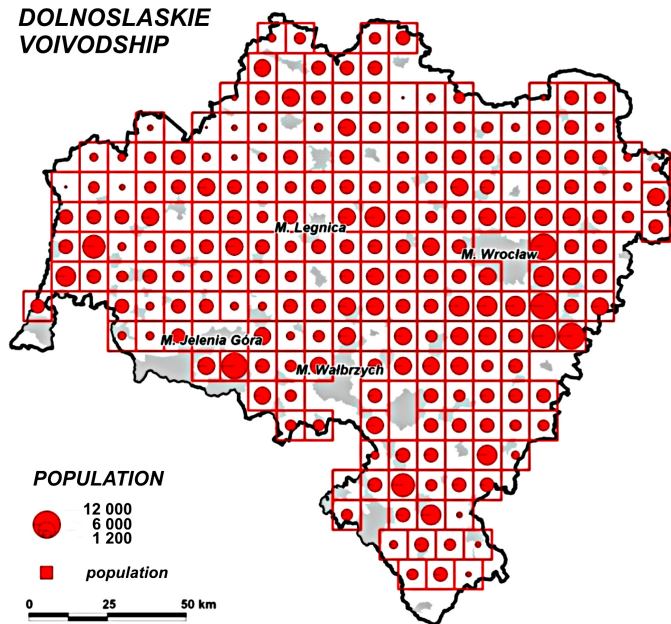 DOLNOSLASKIE
VOIVODSHIP
M. Legnica
M. Wrocław
M. Jelenia Góra
M. Wałbrzych
POPULATION
12 000
6 000
1 200
population
0 25 50 km